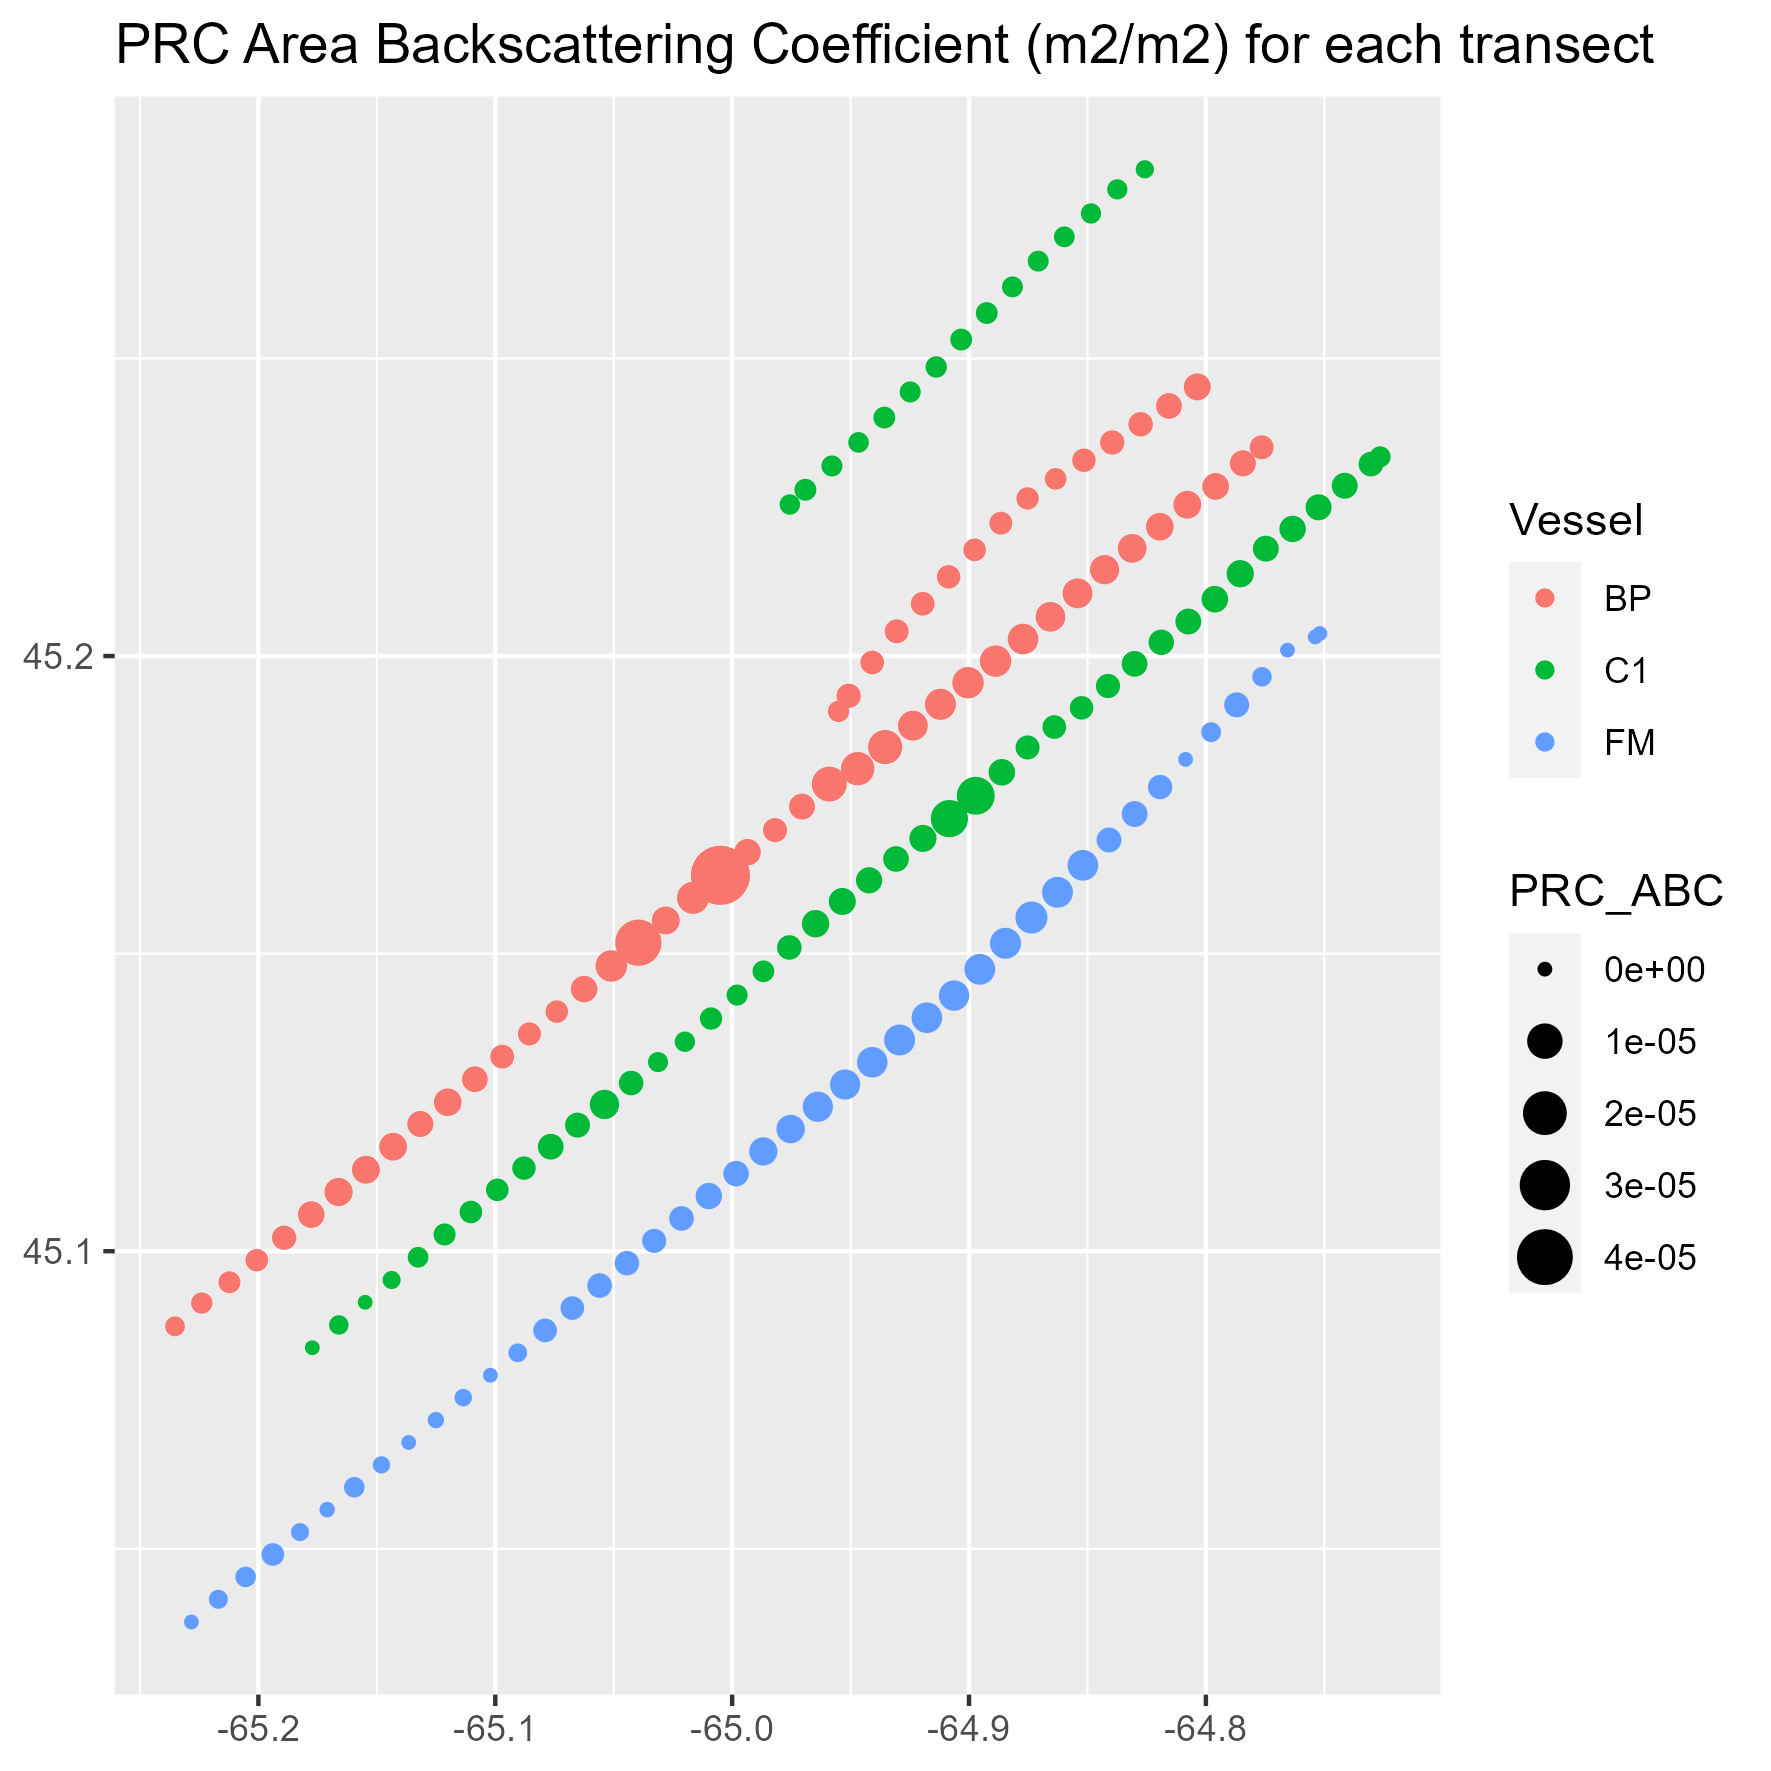 PRC Area Backscattering Coefficient (m2/m2) for each transect
45.2
45.1
-65.2
-65.1
-65.0
-64.9
-64.8
Vessel
BP
C1
FM
PRC_ABC
0e+00
1e-05
2e-05
3e-05
4e-05